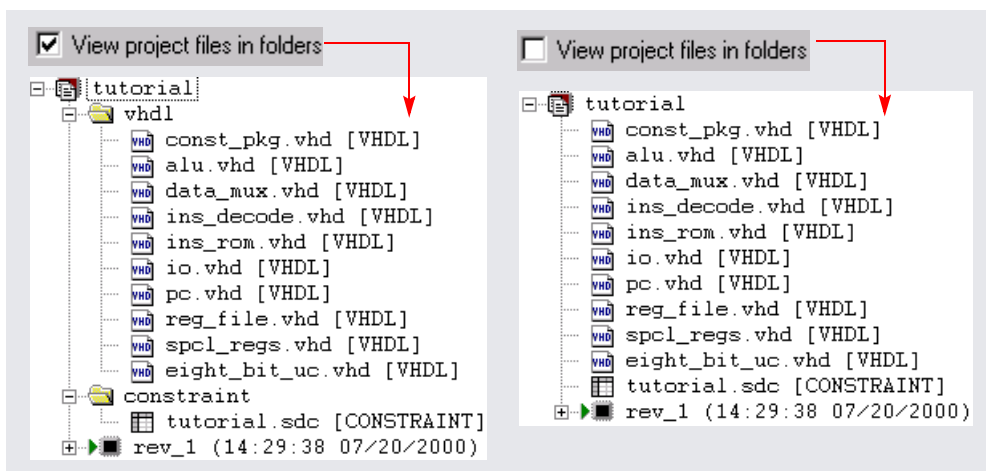 View project files in folders
tutorial
vhdl
const_pkg.vhd [VHDL]
alu.vhd [VHDL]
data_mux.vhd [VHDL]
ins_decode.vhd [VHDL]
ins_rom.vhd [VHDL]
io.vhd [VHDL]
pc.vhd [VHDL]
reg_file.vhd [VHDL]
spcl_regs.vhd [VHDL]
eight_bit_uc.vhd [VHDL]
constraint
tutorial.sdc [CONSTRAINT]
rev_1 (14:29:38 07/20/2000)
View project files in folders
tutorial
const_pkg.vhd [VHDL]
alu.vhd [VHDL]
data_mux.vhd [VHDL]
ins_decode.vhd [VHDL]
ins_rom.vhd [VHDL]
io.vhd [VHDL]
pc.vhd [VHDL]
reg_file.vhd [VHDL]
spcl_regs.vhd [VHDL]
eight_bit_uc.vhd [VHDL]
tutorial.sdc [CONSTRAINT]
rev_1 (14:29:38 07/20/2000)